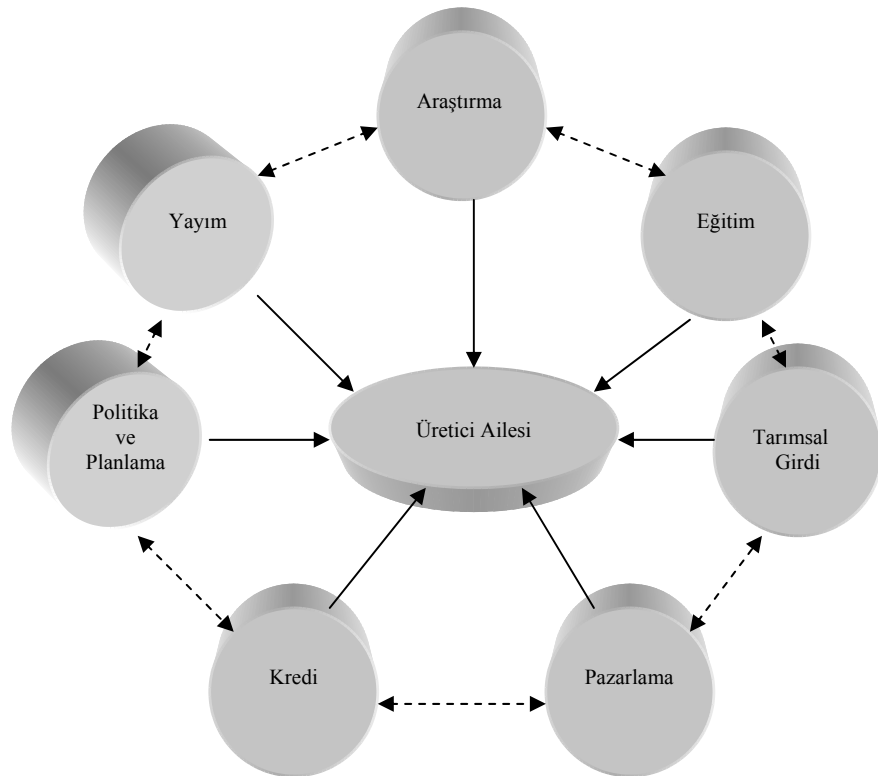 Araştırma
Yayım
Eğitim
Politika
ve
Planlama
Üretici Ailesi
Tarımsal
Girdi
Kredi
Pazarlama